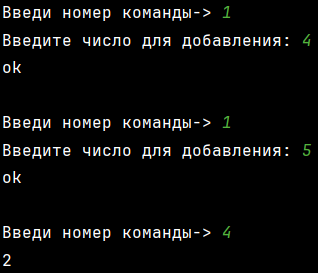 Введи номер команды-> 1
Введите число для добавления: 4
ok
Введи номер команды-> 1
Введите число для добавления: 5
ok
Введи номер команды-> 4
2